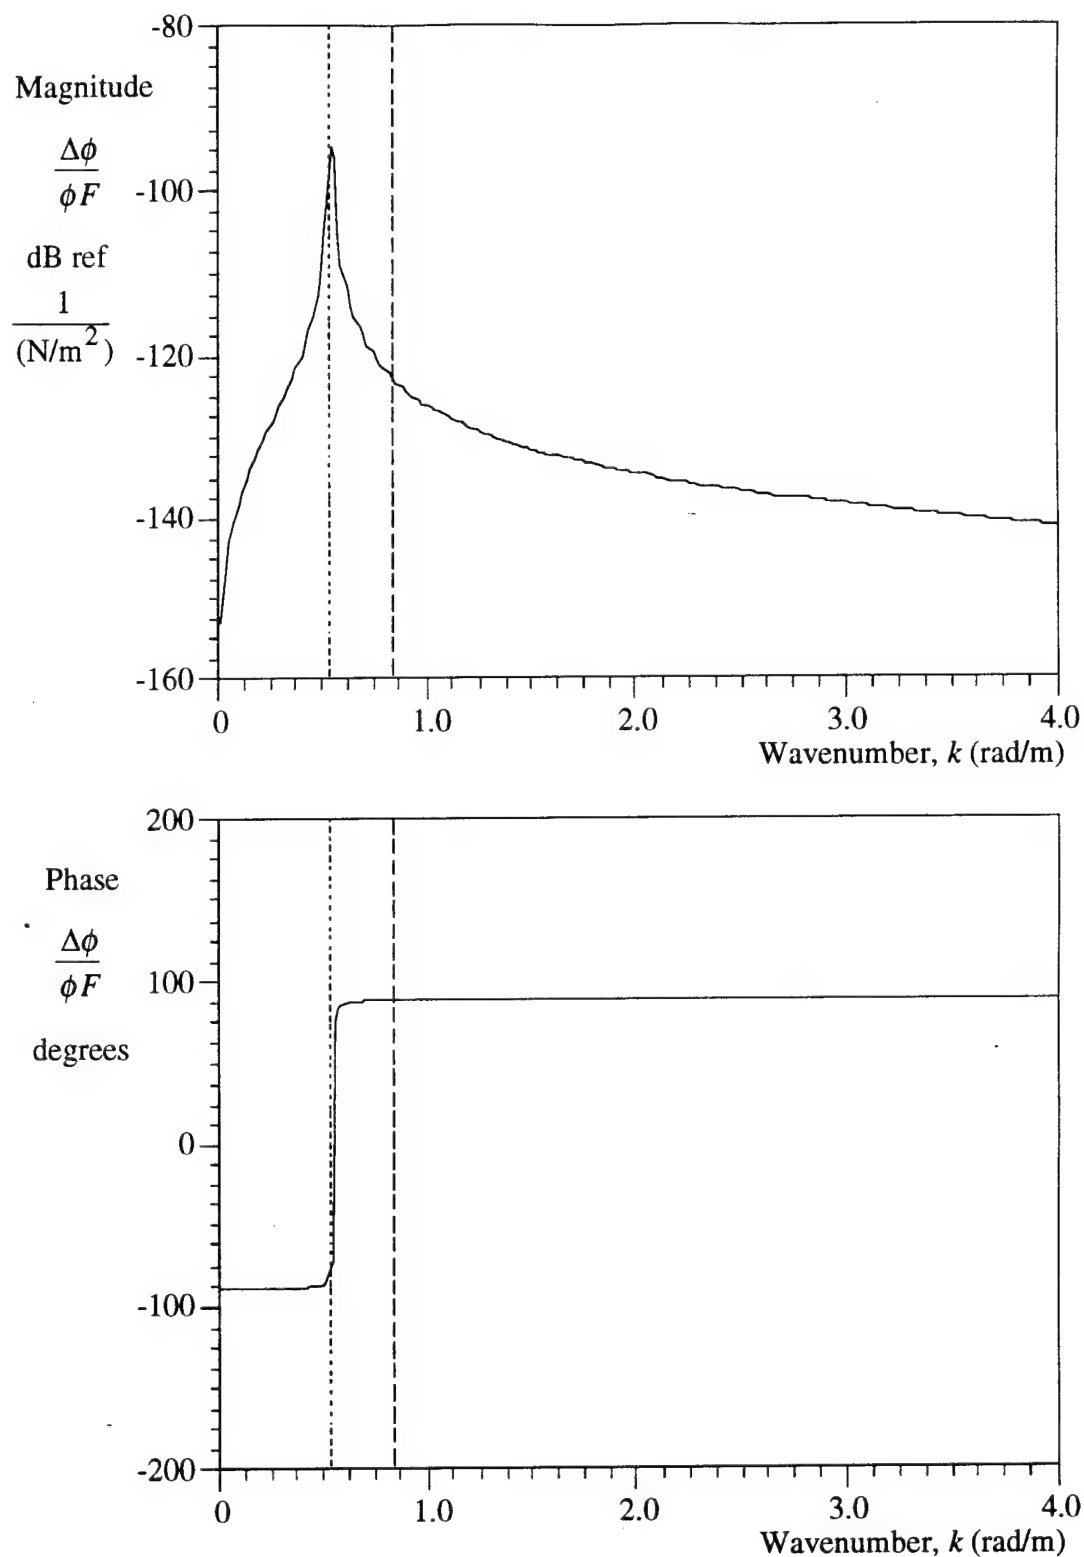 -80
Magnitude
Δϕ
ϕF
-100
dB ref
1
(N/m²)
-120
-140
-160
0
1.0
2.0
3.0
4.0
Wavenumber, k (rad/m)
200
Phase
Δϕ
ϕF
100
degrees
0
-100
-200
0
1.0
2.0
3.0
4.0
Wavenumber, k (rad/m)